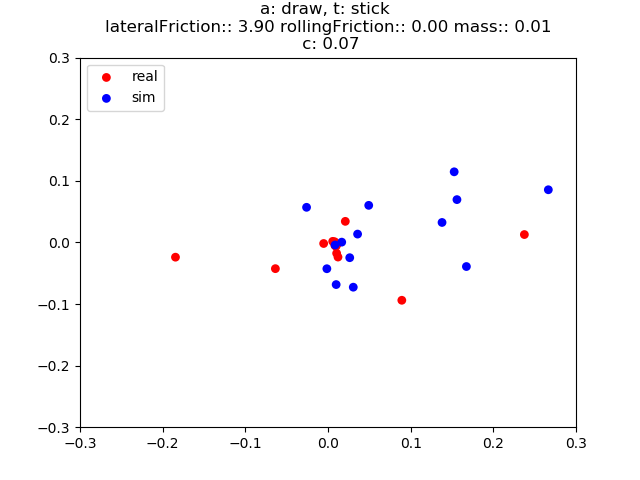 a: draw, t: stick
lateralFriction:: 3.90 rollingFriction:: 0.00 mass:: 0.01
c: 0.07
real
sim
0.3
0.2
0.1
0.0
−0.1
−0.2
−0.3
−0.3 −0.2 −0.1 0.0 0.1 0.2 0.3